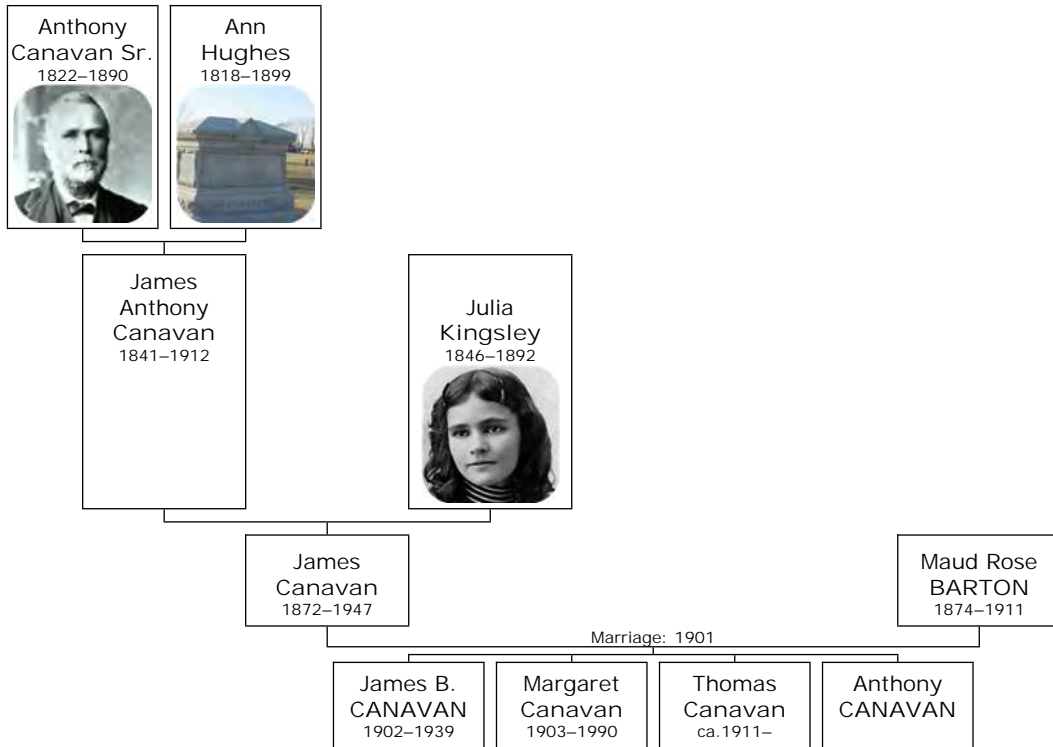 Anthony
Canavan Sr.
1822–1890
Ann
Hughes
1818–1899
James
Anthony
Canavan
1841–1912
Julia
Kingsley
1846–1892
James
Canavan
1872–1947
Maud Rose
BARTON
1874–1911
Marriage: 1901
James B.
CANAVAN
1902–1939
Margaret
Canavan
1903–1990
Thomas
Canavan
ca.1911–
Anthony
CANAVAN